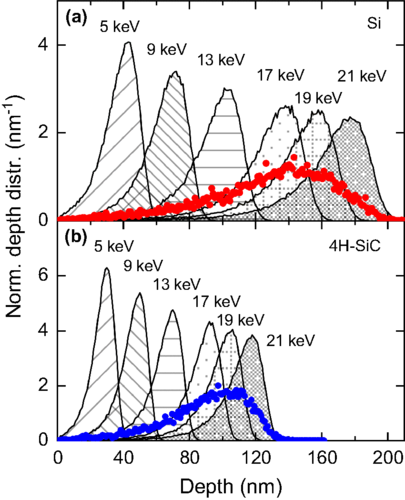 (a)
Si
5 keV
9 keV
13 keV
17 keV
19 keV
21 keV
4
2
0
(b)
4H-SiC
5 keV
9 keV
13 keV
17 keV
19 keV
21 keV
6
4
2
0
0 40 80 120 160 200
Norm. depth distr. (nm⁻¹)
Depth (nm)